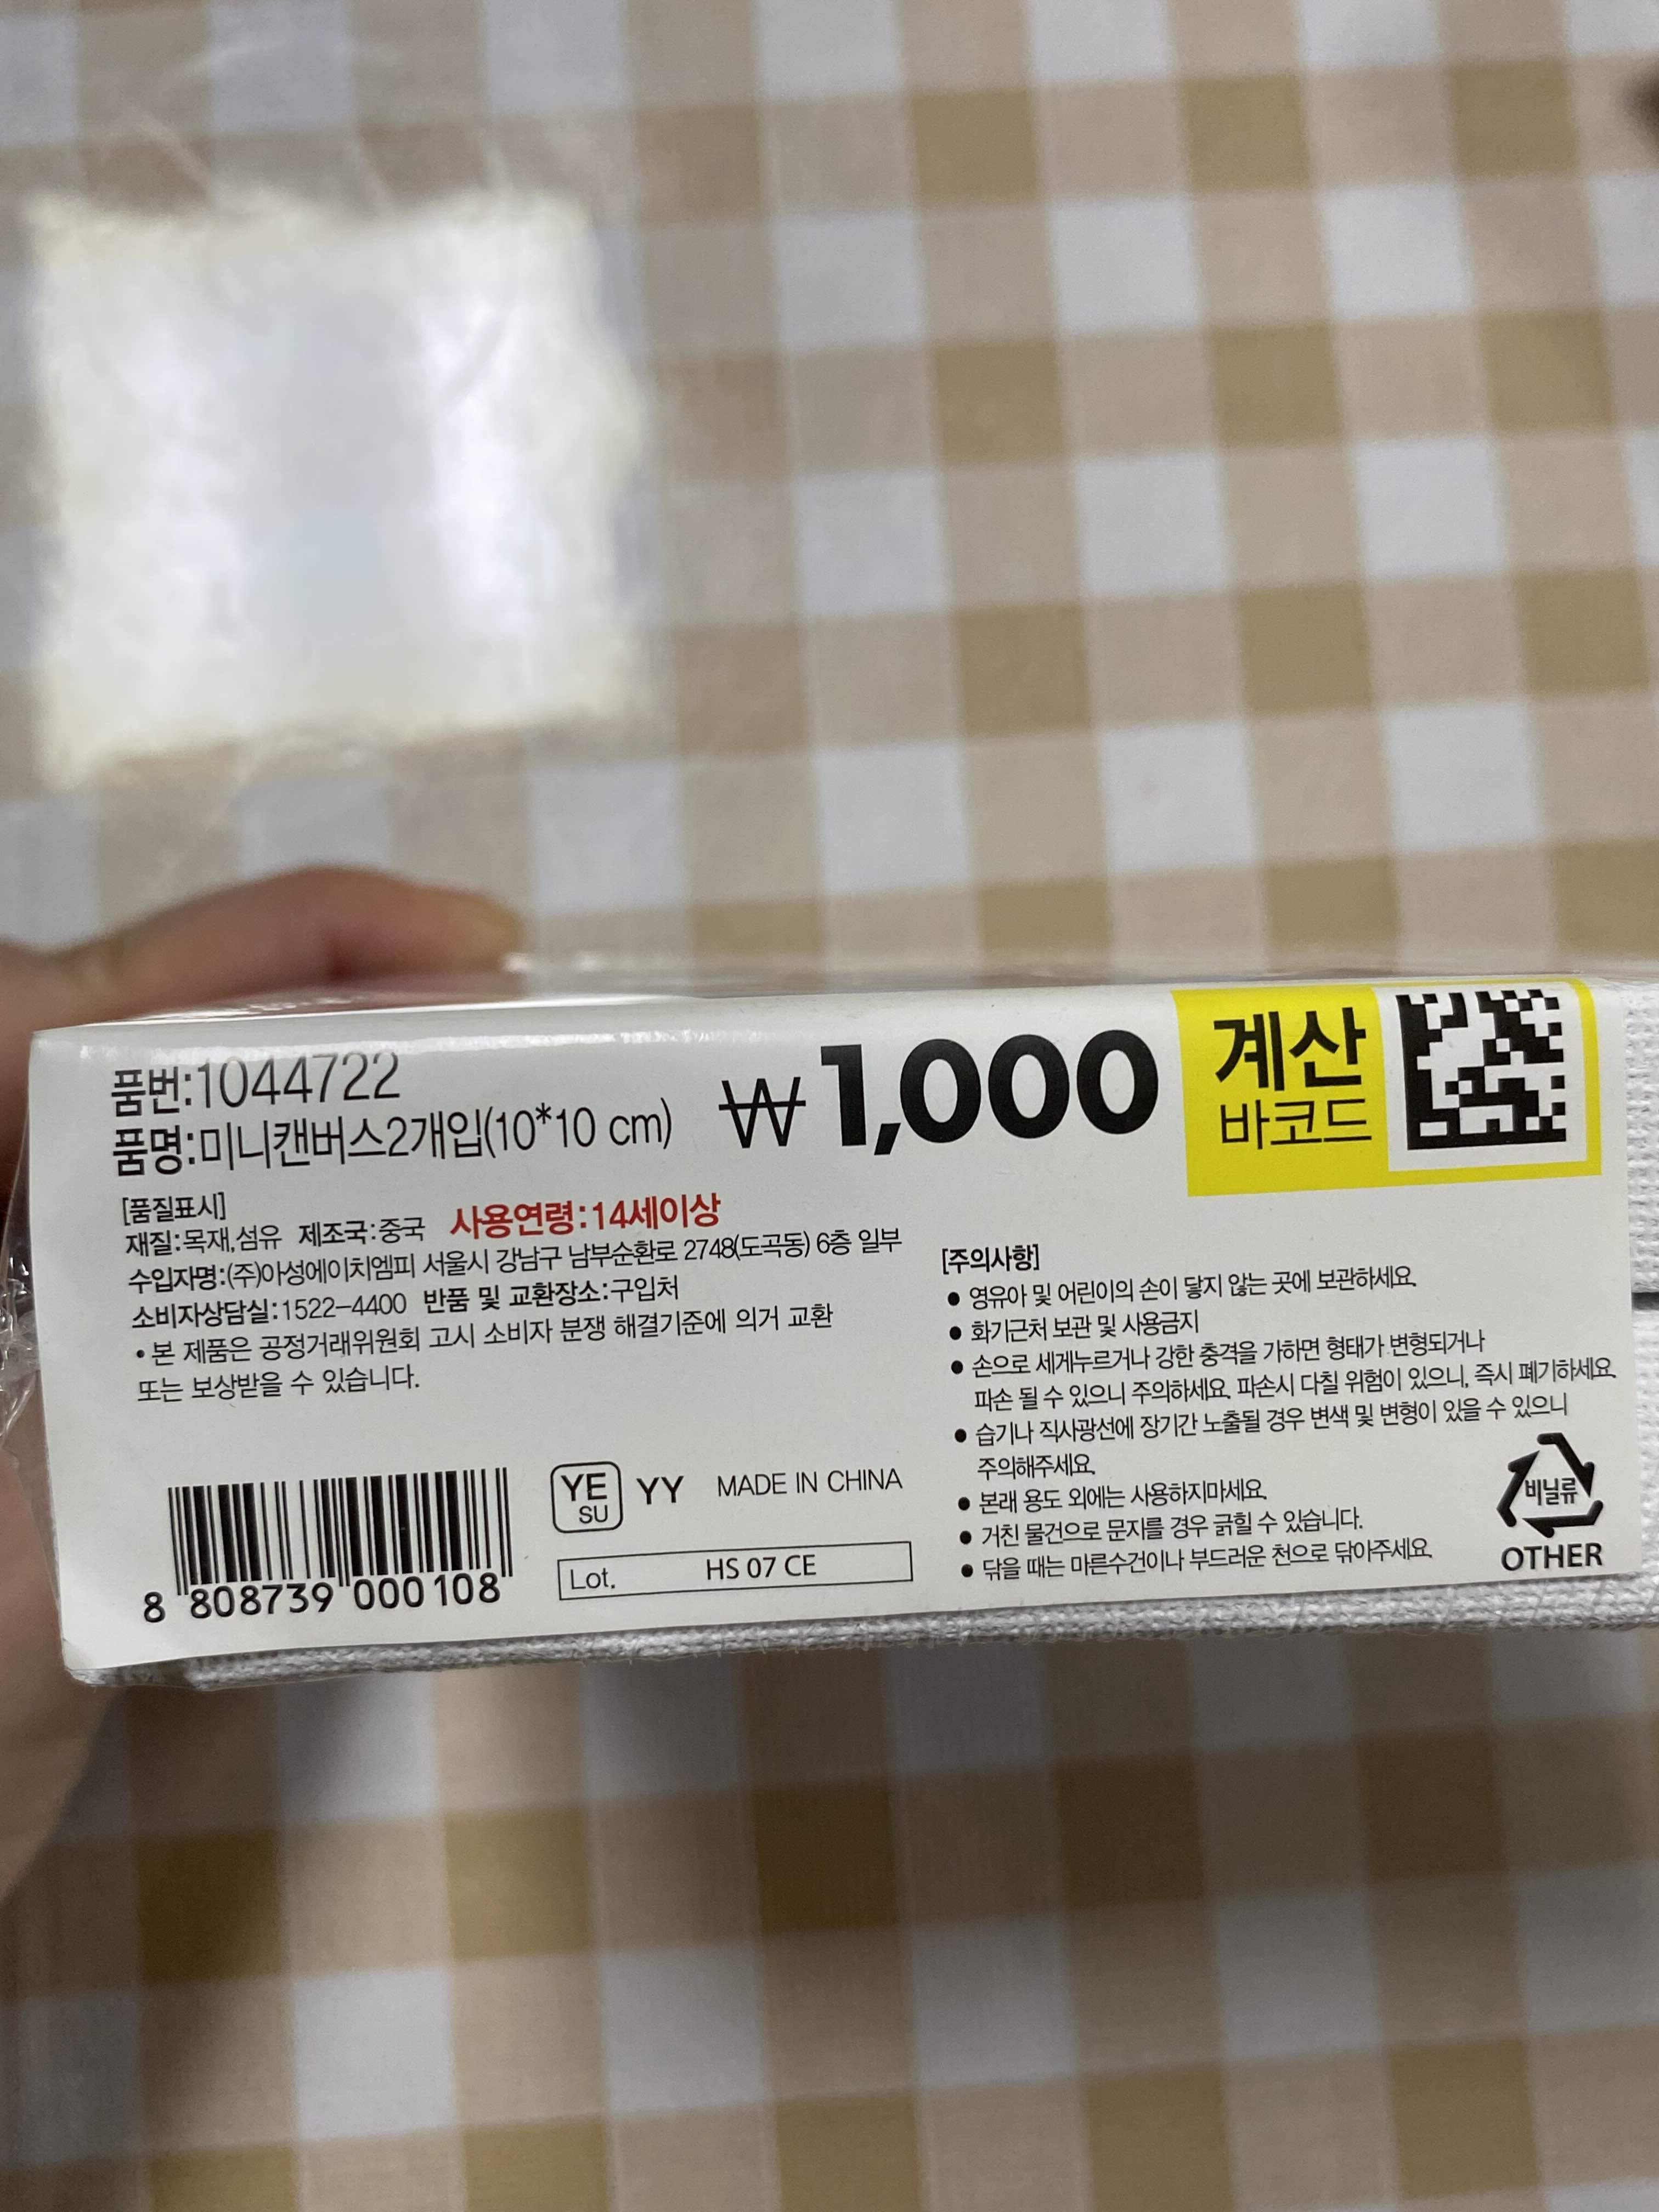 품번:1044722
품명:미니캔버스2개입(10*10 cm)
₩1,000
계산
바코드
[품질표시]
재질:목재,섬유 제조국:중국 사용연령:14세이상
수입자명:(주)아성에이치엠피 서울시 강남구 남부순환로 2748(도곡동) 6층 일부
소비자상담실:1522-4400 반품 및 교환장소:구입처
• 본 제품은 공정거래위원회 고시 소비자 분쟁 해결기준에 의거 교환
또는 보상받을 수 있습니다.
8 808739 000108
YE
SU
YY MADE IN CHINA
Lot. HS 07 CE
[주의사항]
● 영유아 및 어린이의 손이 닿지 않는 곳에 보관하세요.
● 화기근처 보관 및 사용금지
● 손으로 세게누르거나 강한 충격을 가하면 형태가 변형되거나
파손 될 수 있으니 주의하세요. 파손시 다칠 위험이 있으니, 즉시 폐기하세요.
● 습기나 직사광선에 장기간 노출될 경우 변색 및 변형이 있을 수 있으니
주의해주세요.
● 본래 용도 외에는 사용하지마세요.
● 거친 물건으로 문지를 경우 긁힐 수 있습니다.
● 닦을 때는 마른수건이나 부드러운 천으로 닦아주세요.
비닐류
OTHER